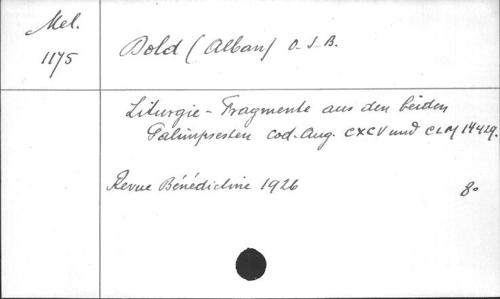 Mel.
1175
Dold (Alban) O. S. B.
Liturgie-Fragmente aus den beiden
Palimpsesten cod. Aug. CXCV und CLM 14429.
Revue Bénédictine 1926
8°